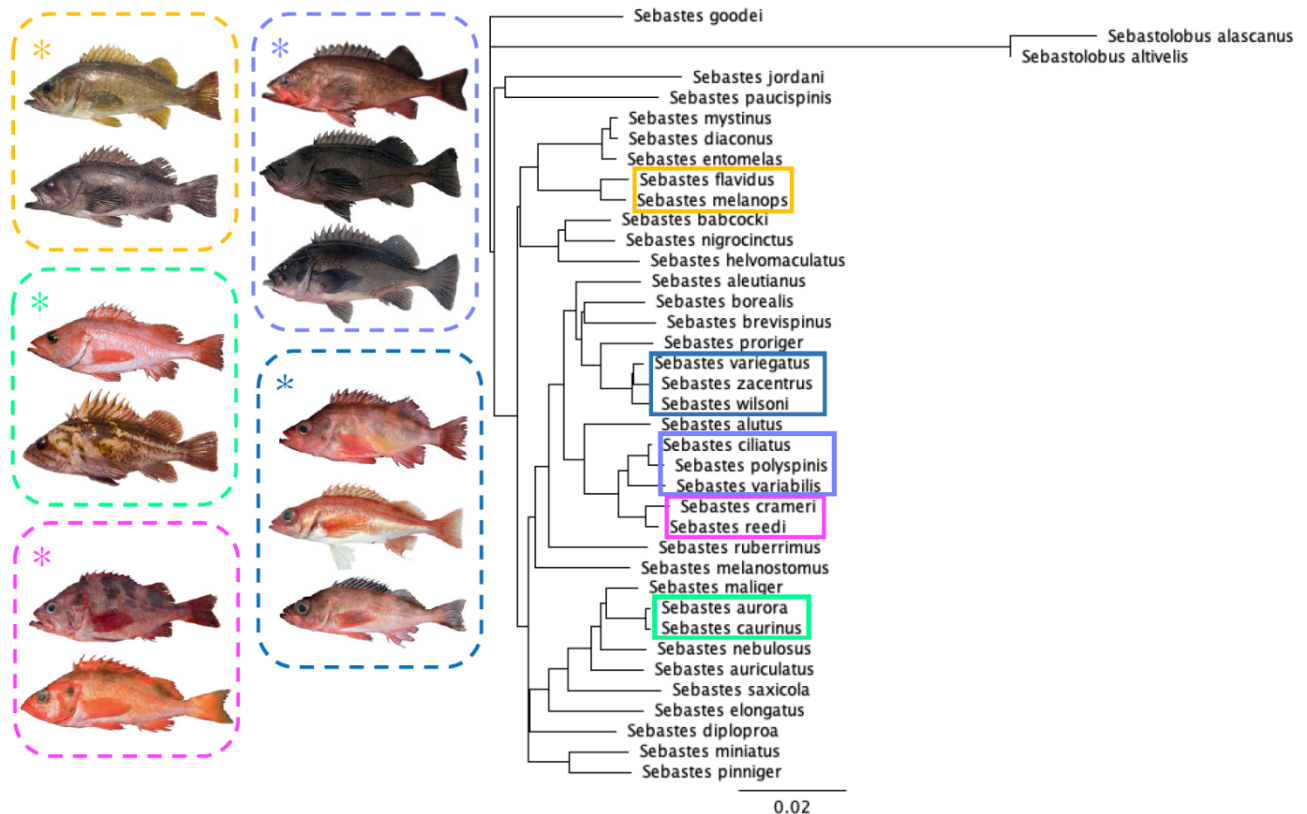 Sebastes goodei
Sebastolobus alascanus
Sebastolobus altivelis
Sebastes jordani
Sebastes paucispinis
Sebastes mystinus
Sebastes diaconus
Sebastes entomelas
Sebastes flavidus
Sebastes melanops
Sebastes babcocki
Sebastes nigrocinctus
Sebastes helvomaculatus
Sebastes aleutianus
Sebastes borealis
Sebastes brevispinus
Sebastes proriger
Sebastes variegatus
Sebastes zacentrus
Sebastes wilsoni
Sebastes alutus
Sebastes ciliatus
Sebastes polyspinis
Sebastes variabilis
Sebastes crameri
Sebastes reedi
Sebastes ruberrimus
Sebastes melanostomus
Sebastes maliger
Sebastes aurora
Sebastes caurinus
Sebastes nebulosus
Sebastes auriculatus
Sebastes saxicola
Sebastes elongatus
Sebastes diploproa
Sebastes miniatus
Sebastes pinniger
0.02